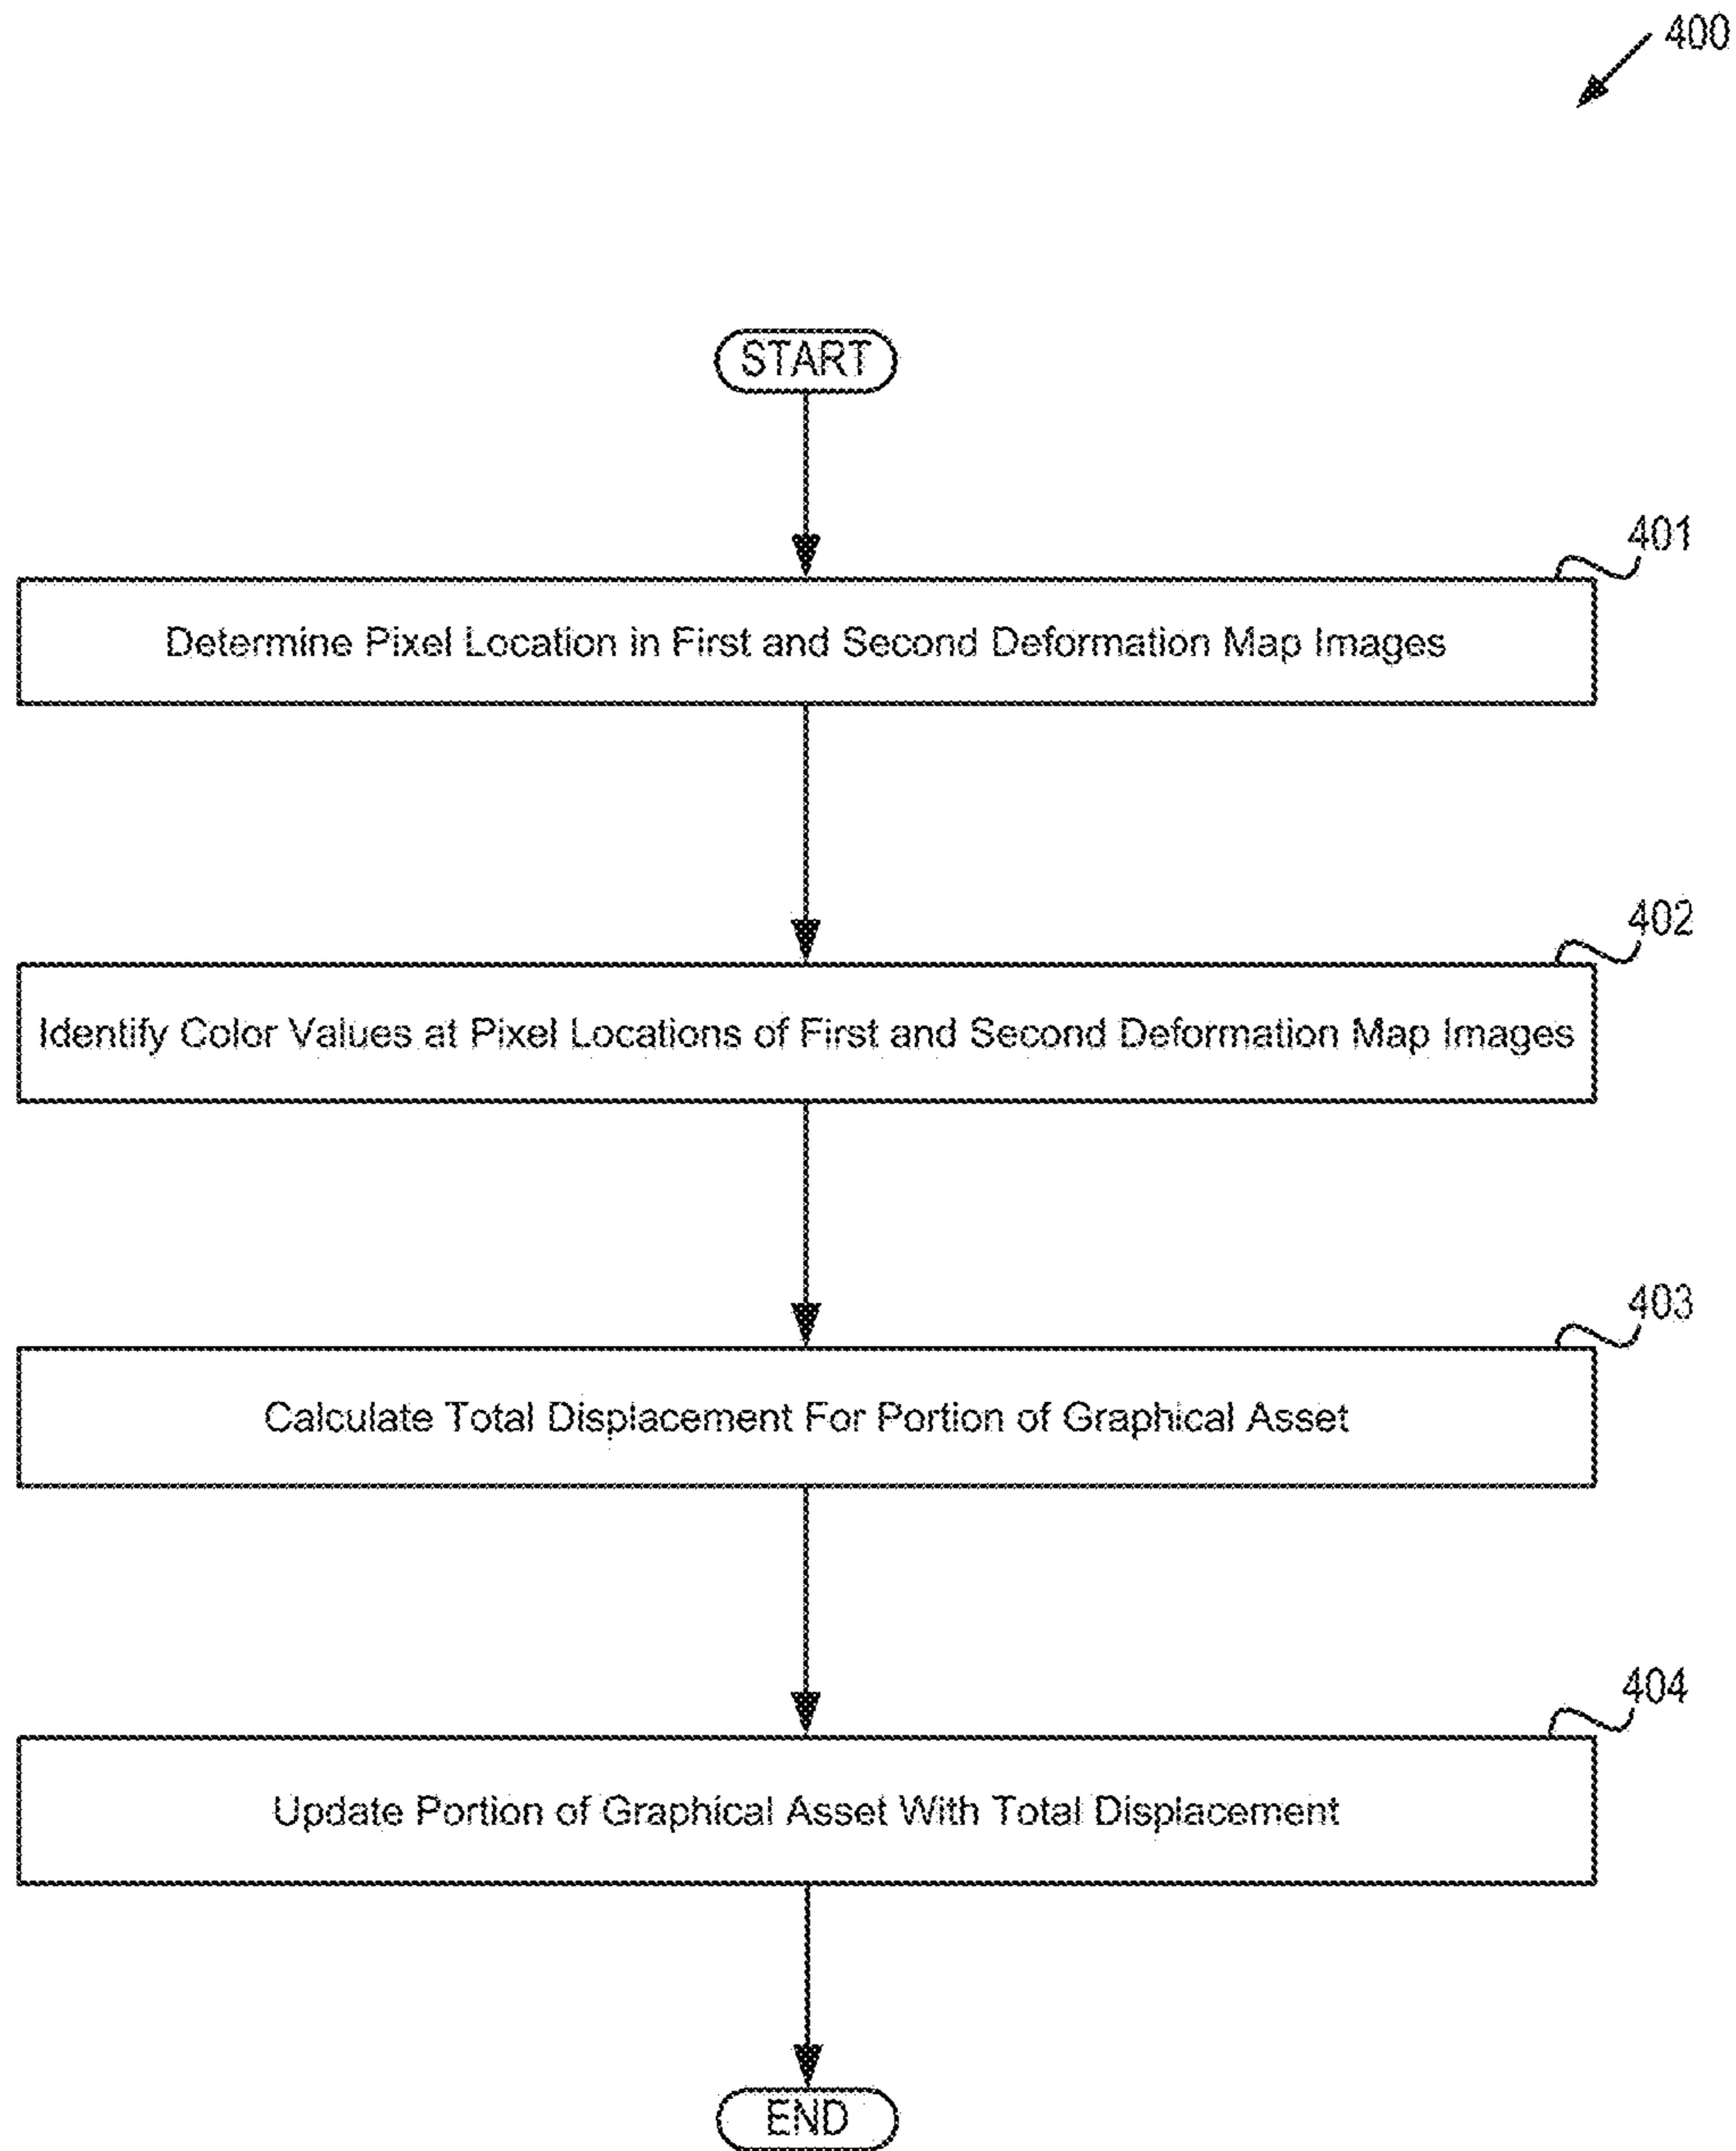 400
START
401
Determine Pixel Location in First and Second Deformation Map Images
402
Identify Color Values at Pixel Locations of First and Second Deformation Map Images
403
Calculate Total Displacement For Portion of Graphical Asset
404
Update Portion of Graphical Asset With Total Displacement
END